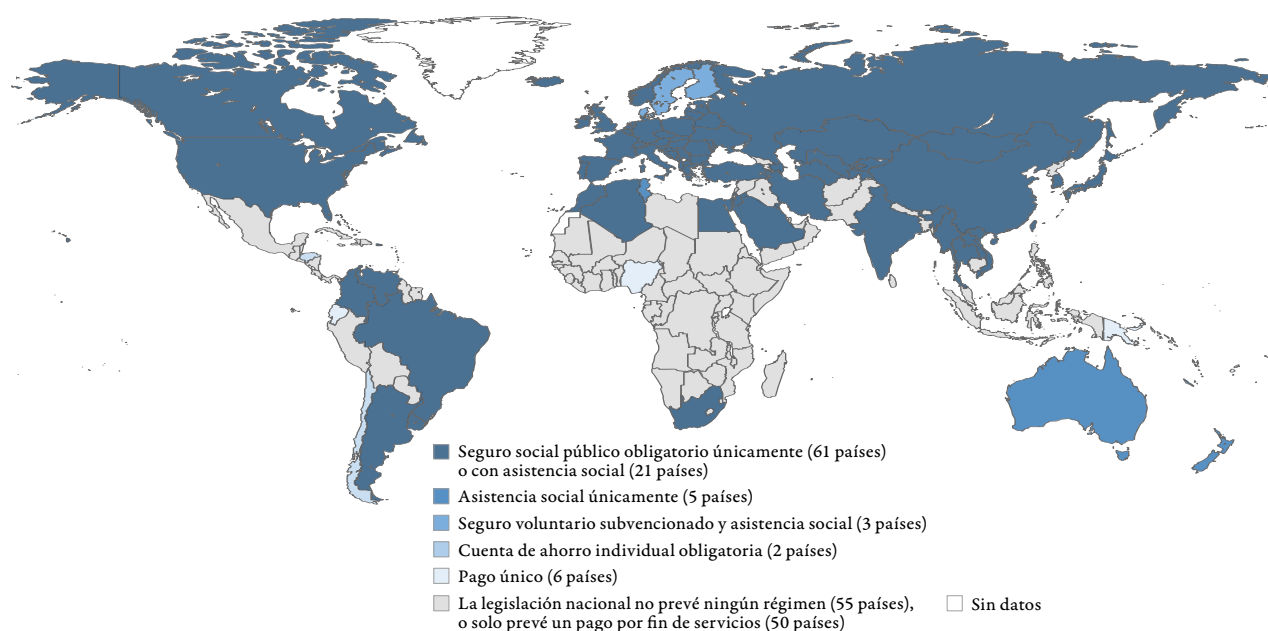 Seguro social público obligatorio únicamente (61 países)
o con asistencia social (21 países)
Asistencia social únicamente (5 países)
Seguro voluntario subvencionado y asistencia social (3 países)
Cuenta de ahorro individual obligatoria (2 países)
Pago único (6 países)
La legislación nacional no prevé ningún régimen (55 países),
o solo prevé un pago por fin de servicios (50 países)
Sin datos